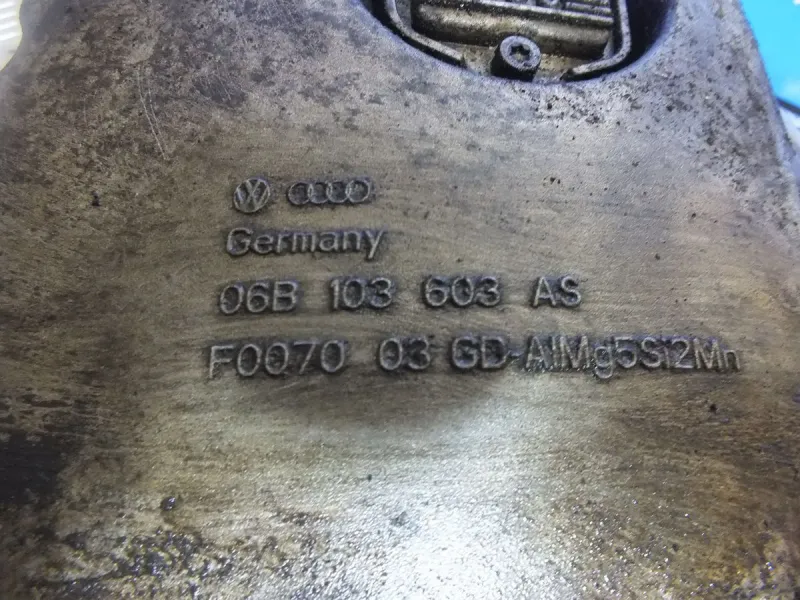 Germany
06B 103 603 AS
F0070 03 GD-AlMg5Si2Mn